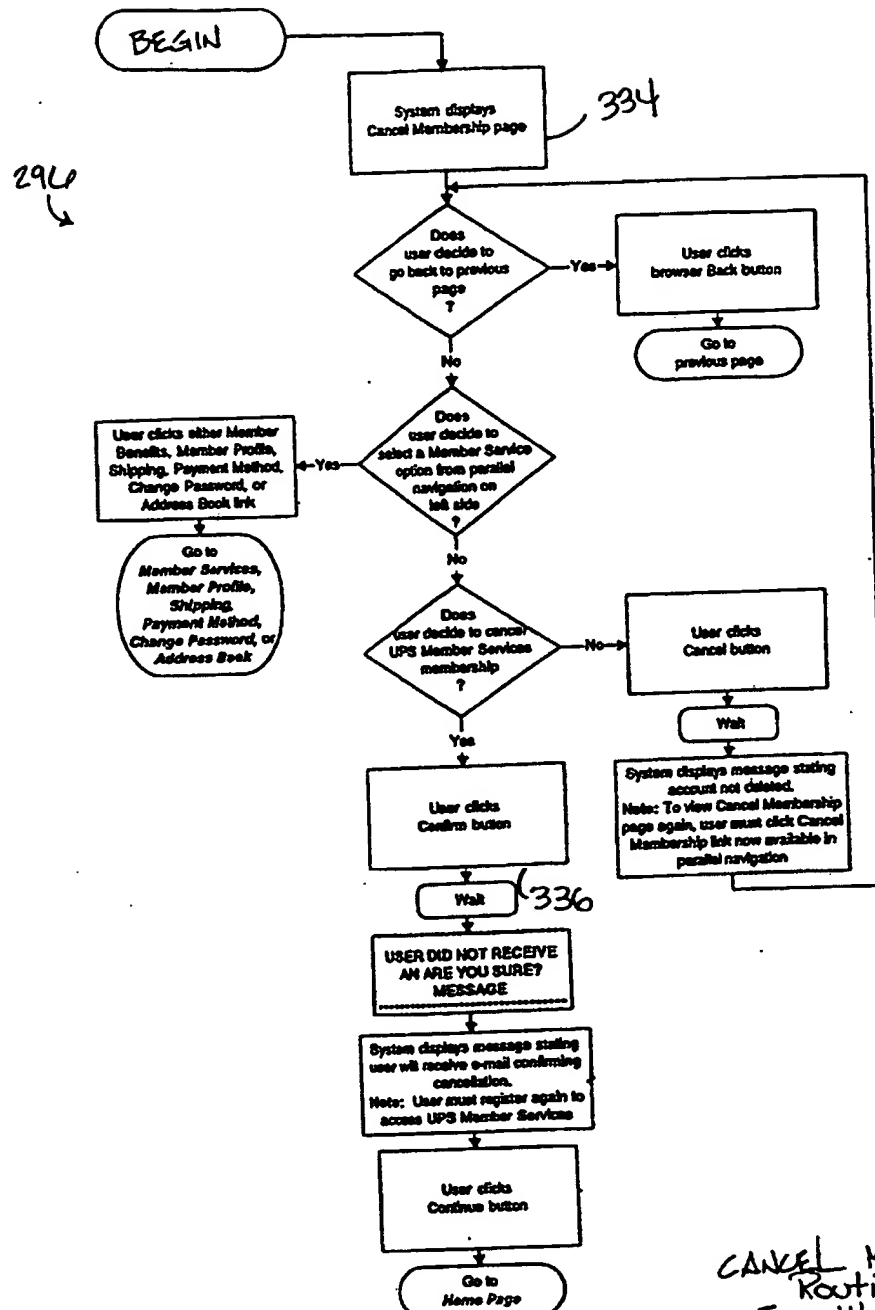 BEGIN
System displays
Cancel Membership page
334
296
Does
user decide to
go back to previous
page
?
Yes
User clicks
browser Back button
Go to
previous page
No
Does
user decide to
select a Member Service
option from parallel
navigation on
left side
?
Yes
User clicks either Member
Benefits, Member Profile,
Shipping, Payment Method,
Change Password, or
Address Book link
Go to
Member Services,
Member Profile,
Shipping,
Payment Method,
Change Password, or
Address Book
No
Does
user decide to cancel
UPS Member Services
membership
?
No
User clicks
Cancel button
Wait
System displays message stating
account not deleted.
Note: To view Cancel Membership
page again, user must click Cancel
Membership link now available in
parallel navigation
Yes
User clicks
Confirm button
Wait
336
USER DID NOT RECEIVE
AN ARE YOU SURE?
MESSAGE
System displays message stating
user will receive e-mail confirming
cancellation.
Note: User must register again to
access UPS Member Services
User clicks
Continue button
Go to
Home Page
CANCEL
Routi